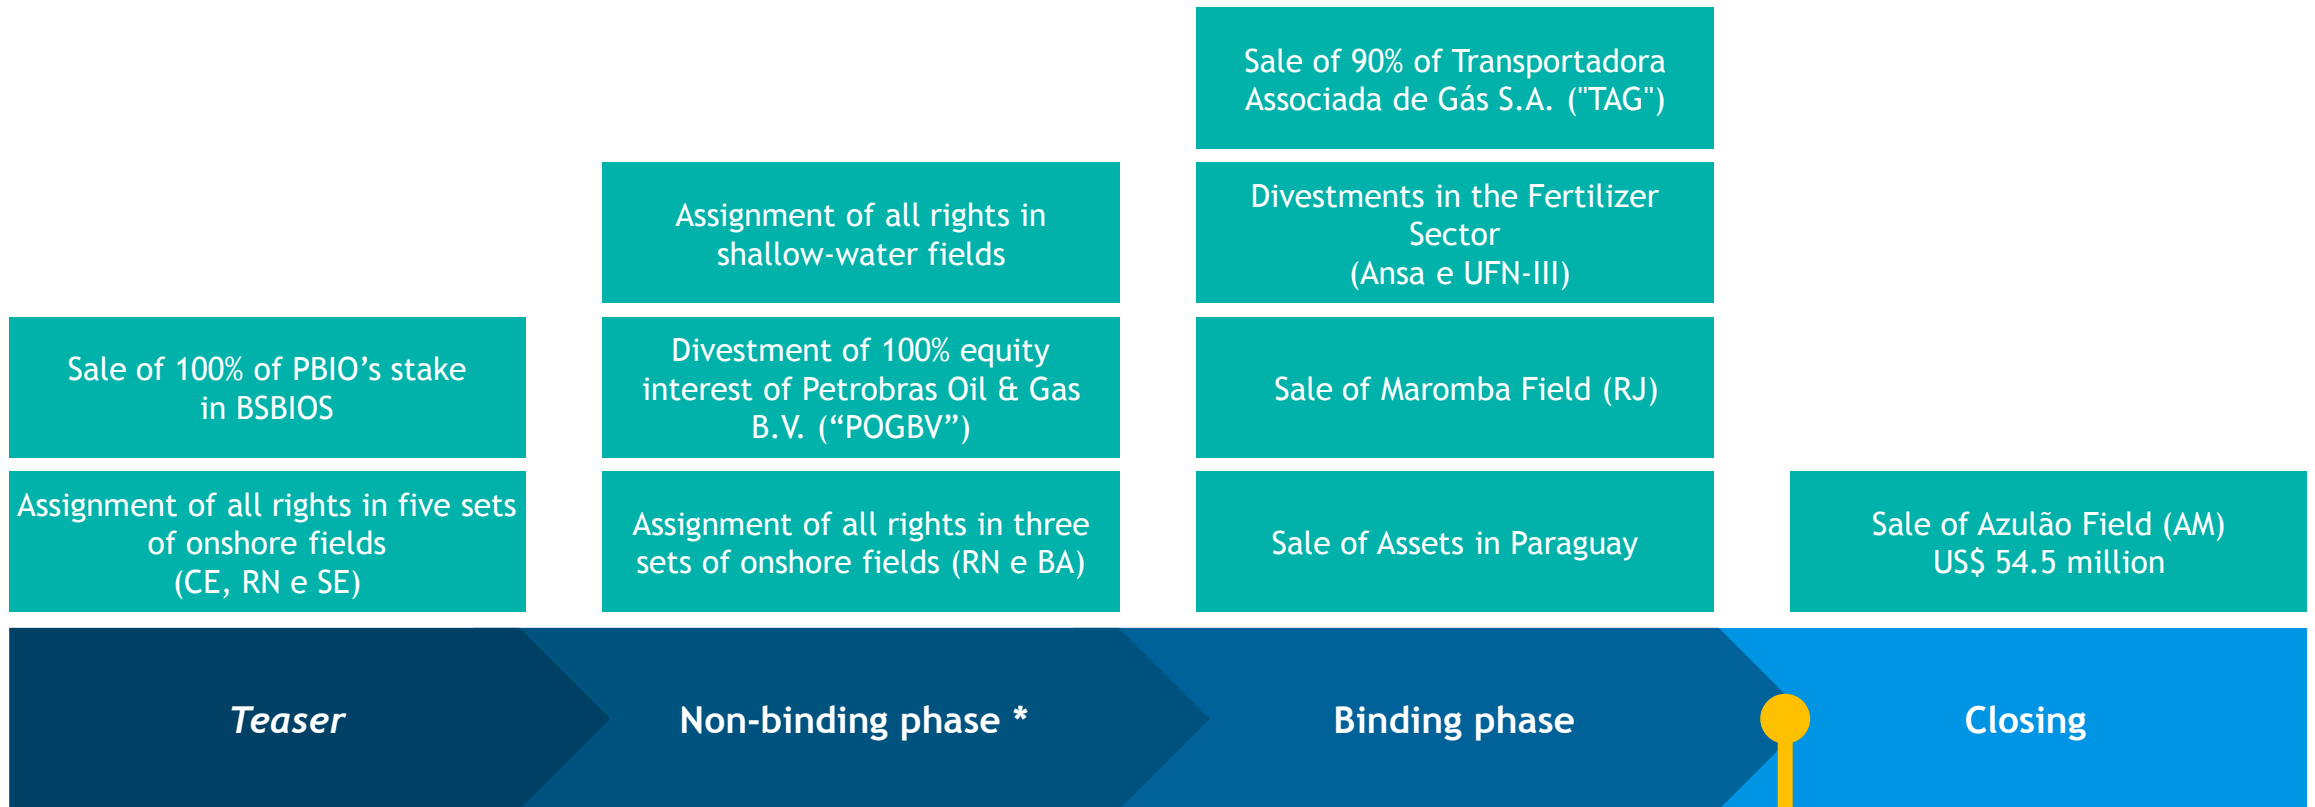 Sale of 100% of PBIO’s stake
in BSBIOS
Assignment of all rights in five sets
of onshore fields
(CE, RN e SE)
Teaser
Assignment of all rights in
shallow-water fields
Divestment of 100% equity
interest of Petrobras Oil & Gas
B.V. (“POGBV”)
Assignment of all rights in three
sets of onshore fields (RN e BA)
Non-binding phase *
Sale of 90% of Transportadora
Associada de Gás S.A. ("TAG")
Divestments in the Fertilizer
Sector
(Ansa e UFN-III)
Sale of Maromba Field (RJ)
Sale of Assets in Paraguay
Binding phase
Sale of Azulão Field (AM)
US$ 54.5 million
Closing